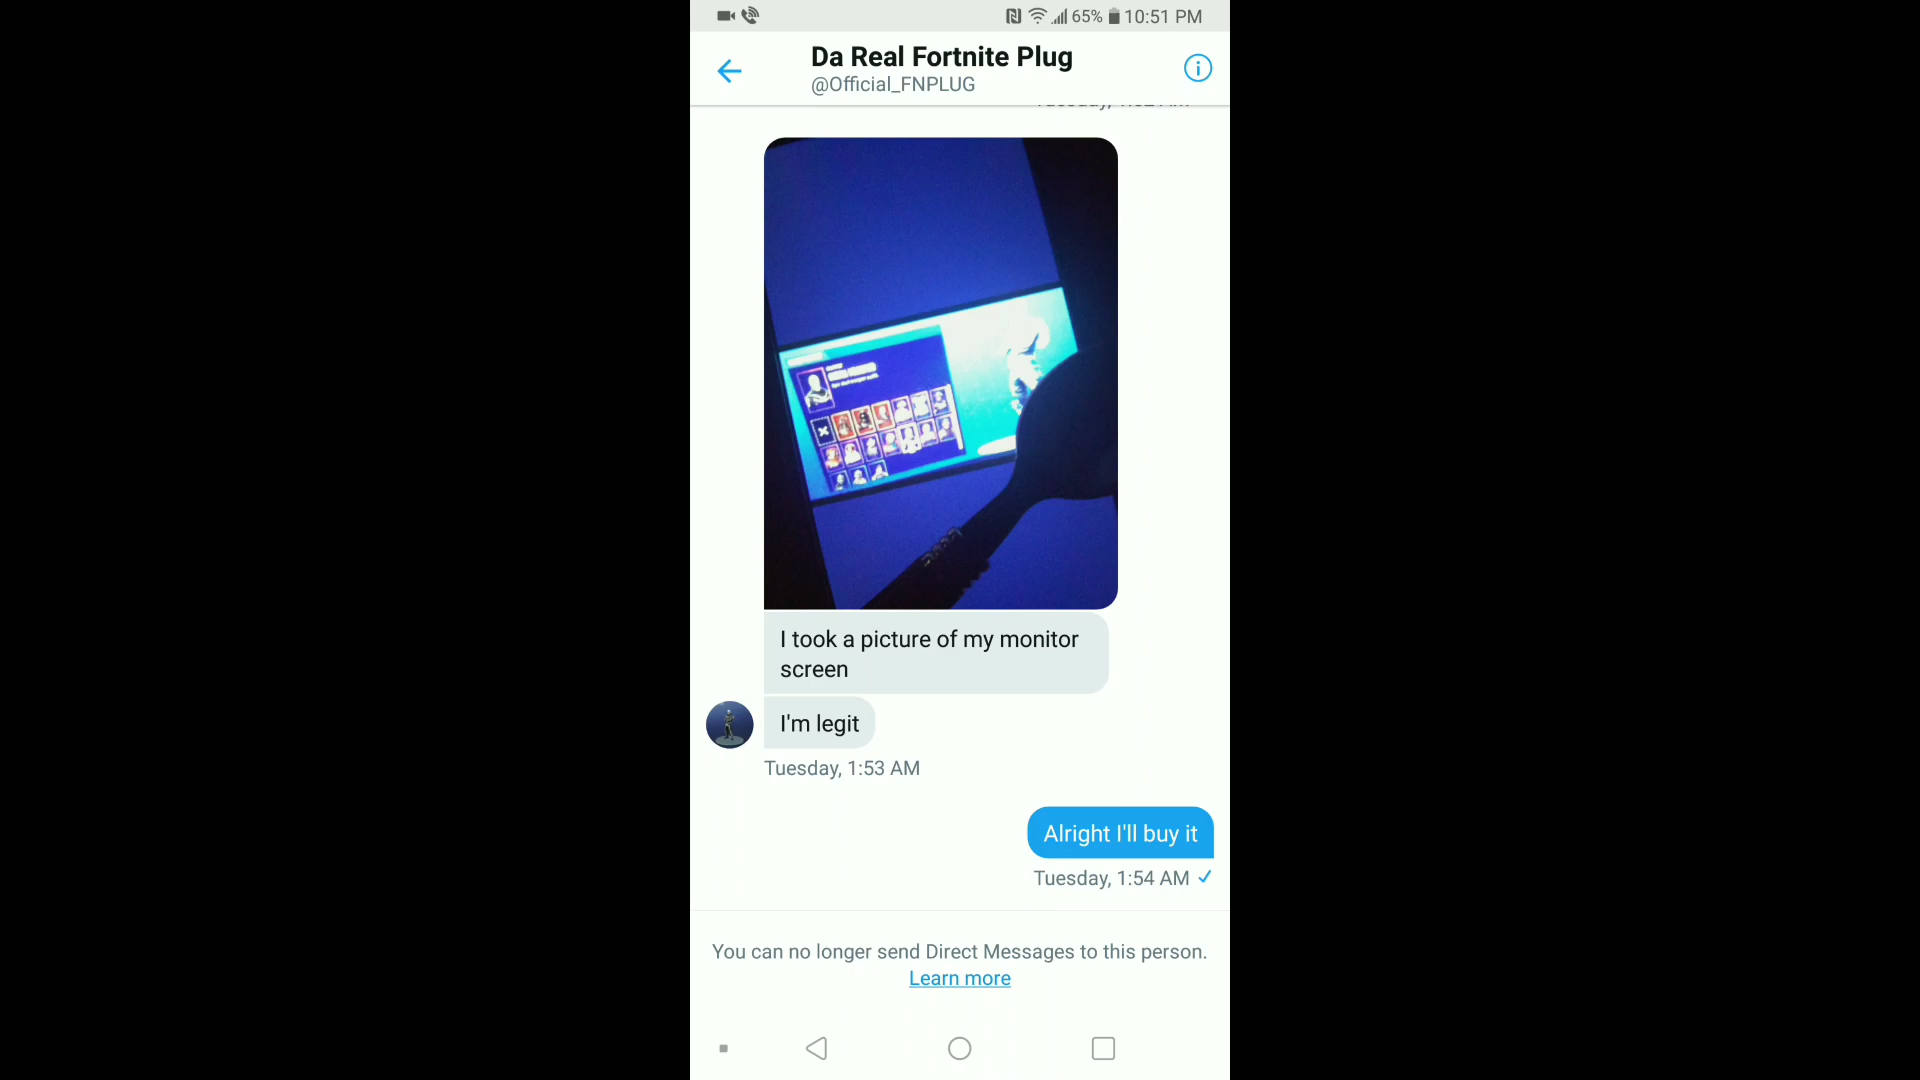 65% 10:51 PM
Da Real Fortnite Plug
@Official_FNPLUG
I took a picture of my monitor
screen
I'm legit
Tuesday, 1:53 AM
Alright I'll buy it
Tuesday, 1:54 AM
You can no longer send Direct Messages to this person.
Learn more